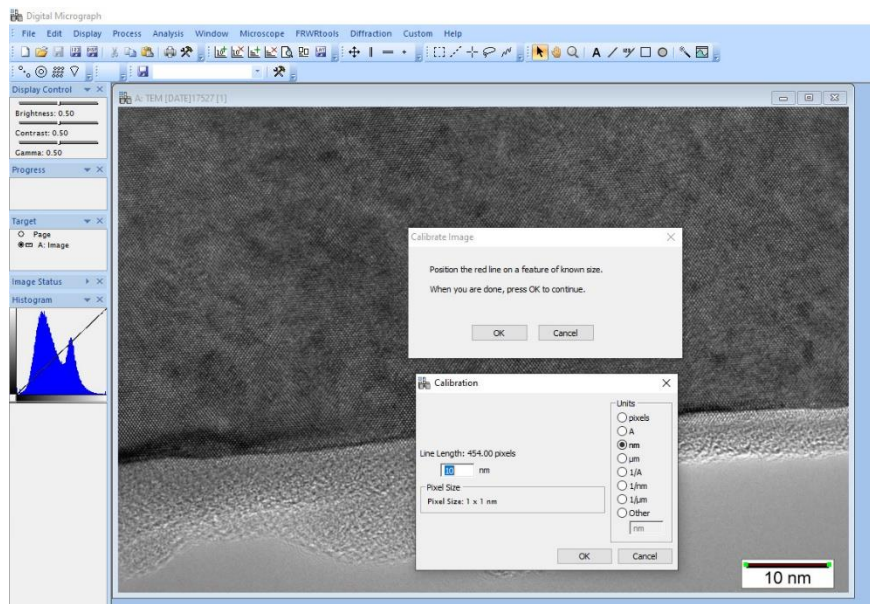 Digital Micrograph
File Edit Display Process Analysis Window Microscope FRWRtools Diffraction Custom Help
Display Control
Brightness: 0.50
Contrast: 0.50
Gamma: 0.50
Progress
Target
Page
A: Image
Image Status
Histogram
A: TEM [DATE]17527 [1]
Calibrate Image
Position the red line on a feature of known size.
When you are done, press OK to continue.
OK Cancel
Calibration
Line Length: 454.00 pixels
10 nm
Pixel Size
Pixel Size: 1 x 1 nm
Units
pixels
A
nm
µm
1/A
1/nm
1/µm
Other
nm
OK Cancel
10 nm